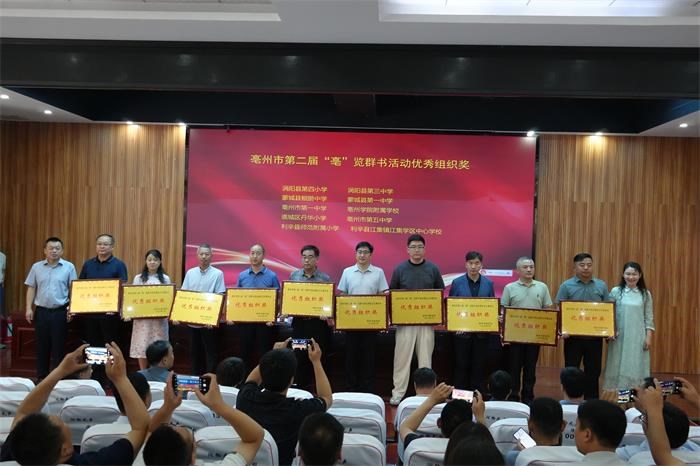 亳州市第二届“亳”览群书活动优秀组织奖
涡阳县第四小学 涡阳县第三中学
蒙城县鲲鹏中学 蒙城县第一中学
亳州市第一中学 亳州学院附属学校
谯城区丹华小学 亳州市第五中学
利辛县师范附属小学 利辛县江集镇江集学区中心学校
优秀组织奖
优秀组织奖
优秀组织奖
优秀组织奖
优秀组织奖
优秀组织奖
优秀组织奖
优秀组织奖
优秀组织奖
优秀组织奖